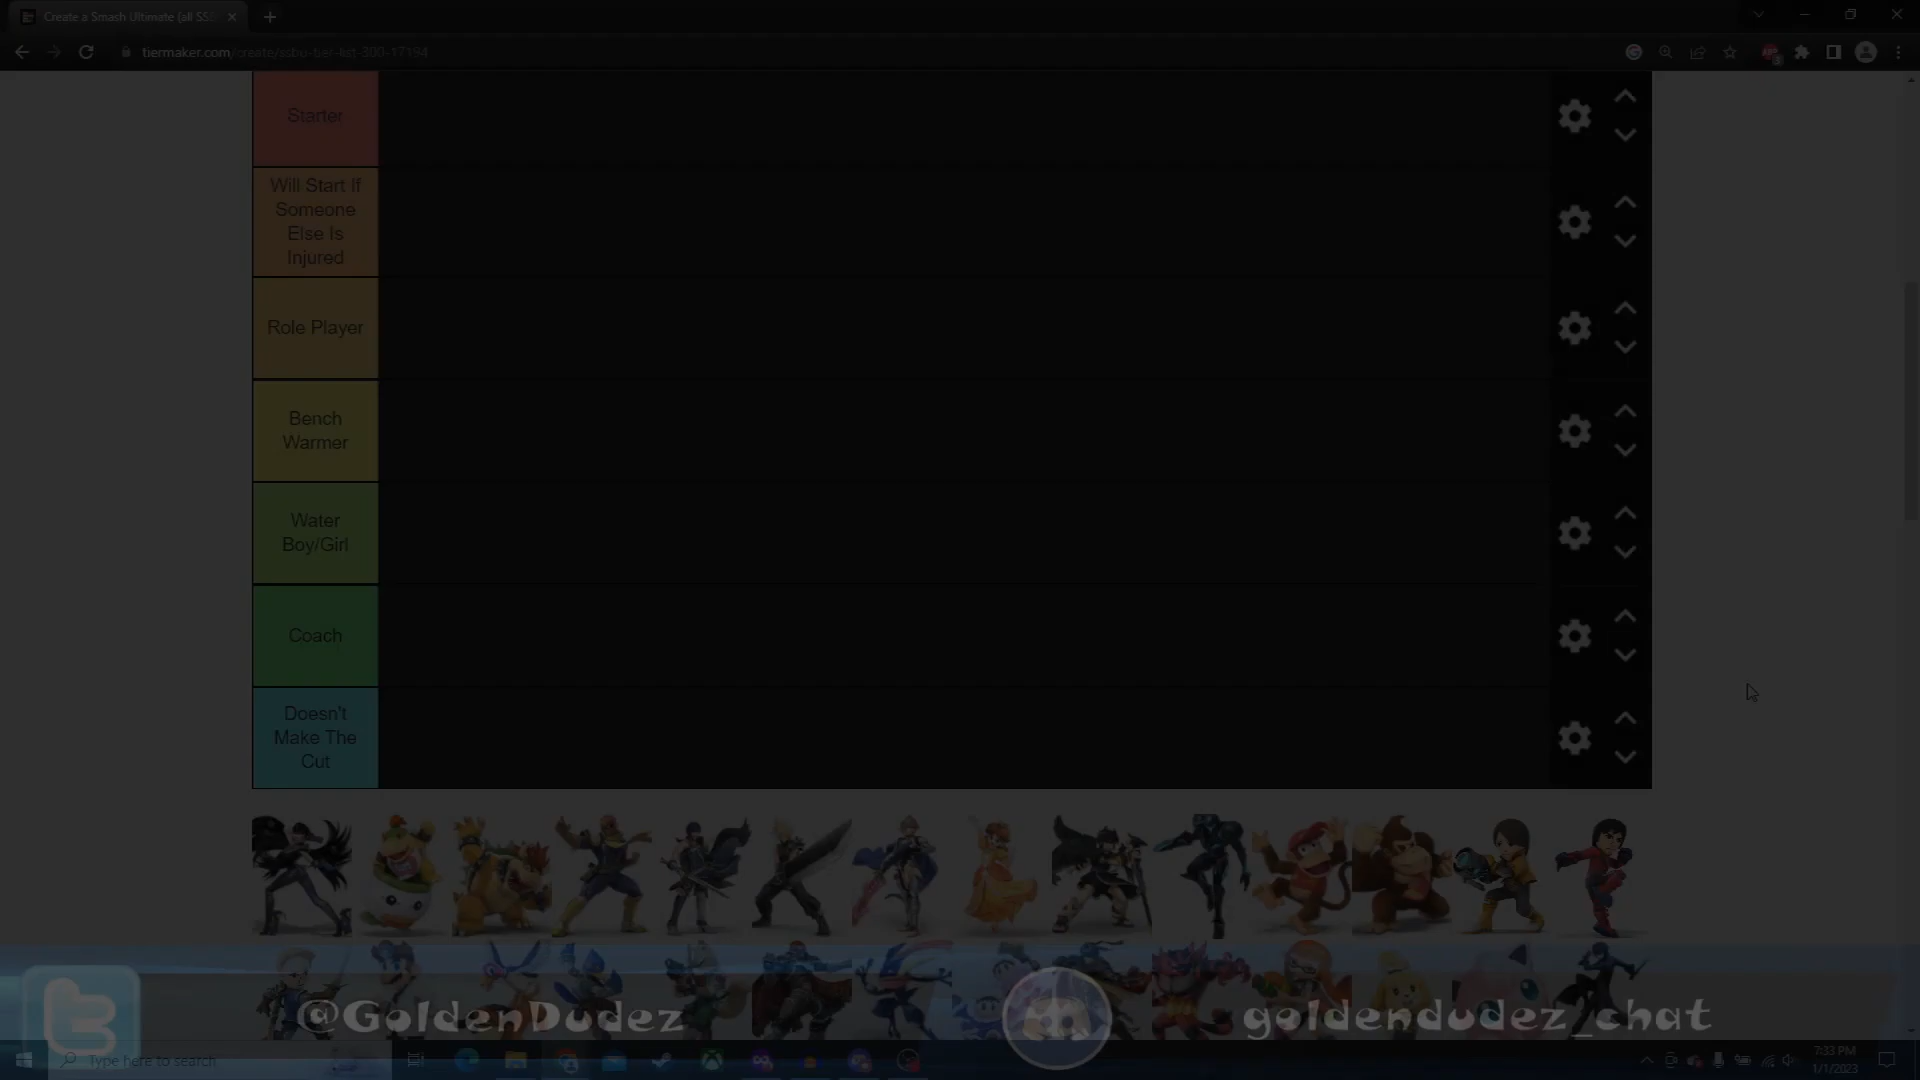 Create a Smash Ultimate (all SSB
tiermaker.com/create/astro-tier-list-300-17194
Starter
Will Start If
Someone
Else Is
Injured
Role Player
Bench
Warmer
Water
Boy/Girl
Coach
Doesn't
Make The
Cut
@GoldenDudez
goldendudez_chat
Type here to search
7:33 PM
1/1/2023